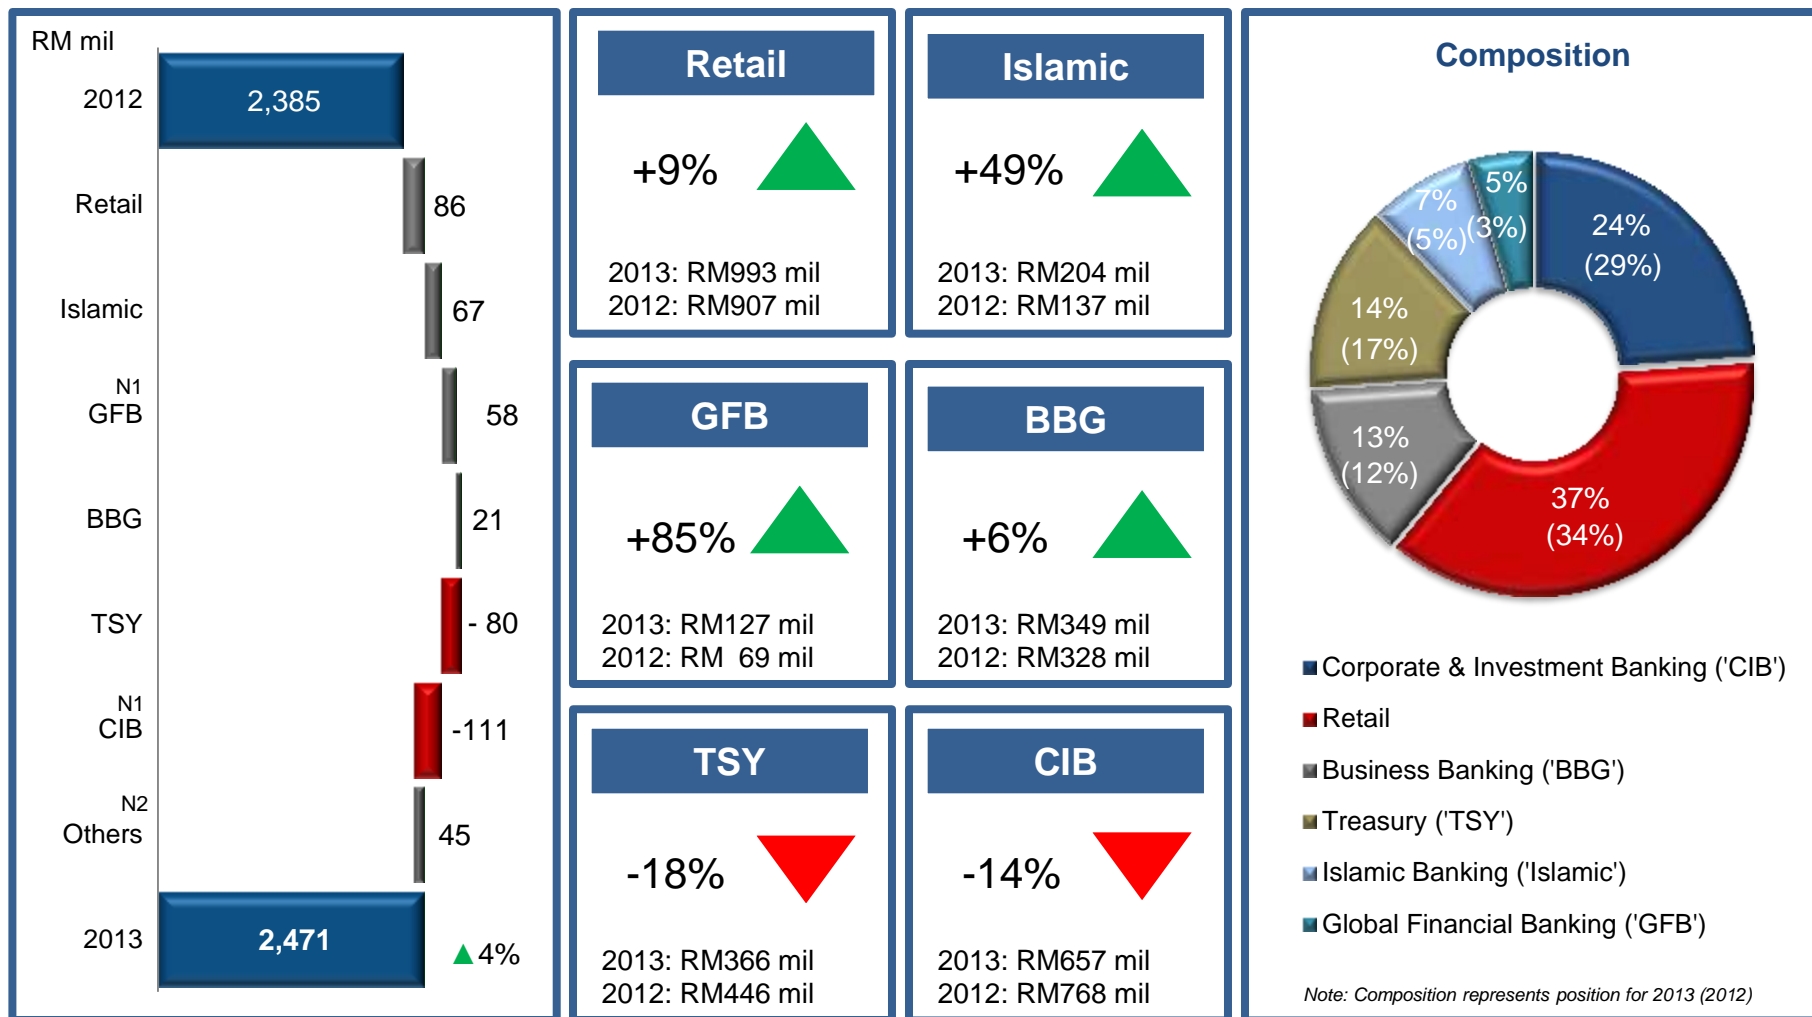 RM mil
2012
2,385
Retail
86
Islamic
67
N1
GFB
58
BBG
21
TSY
- 80
N1
CIB
-111
N2
Others
45
2013
2,471
▲4%
Retail
+9%
2013: RM993 mil
2012: RM907 mil
Islamic
+49%
2013: RM204 mil
2012: RM137 mil
GFB
+85%
2013: RM127 mil
2012: RM 69 mil
BBG
+6%
2013: RM349 mil
2012: RM328 mil
TSY
-18%
2013: RM366 mil
2012: RM446 mil
CIB
-14%
2013: RM657 mil
2012: RM768 mil
Composition
24%
(29%)
37%
(34%)
13%
(12%)
14%
(17%)
7%
(5%)
5%
(3%)
Corporate & Investment Banking ('CIB')
Retail
Business Banking ('BBG')
Treasury ('TSY')
Islamic Banking ('Islamic')
Global Financial Banking ('GFB')
Note: Composition represents position for 2013 (2012)